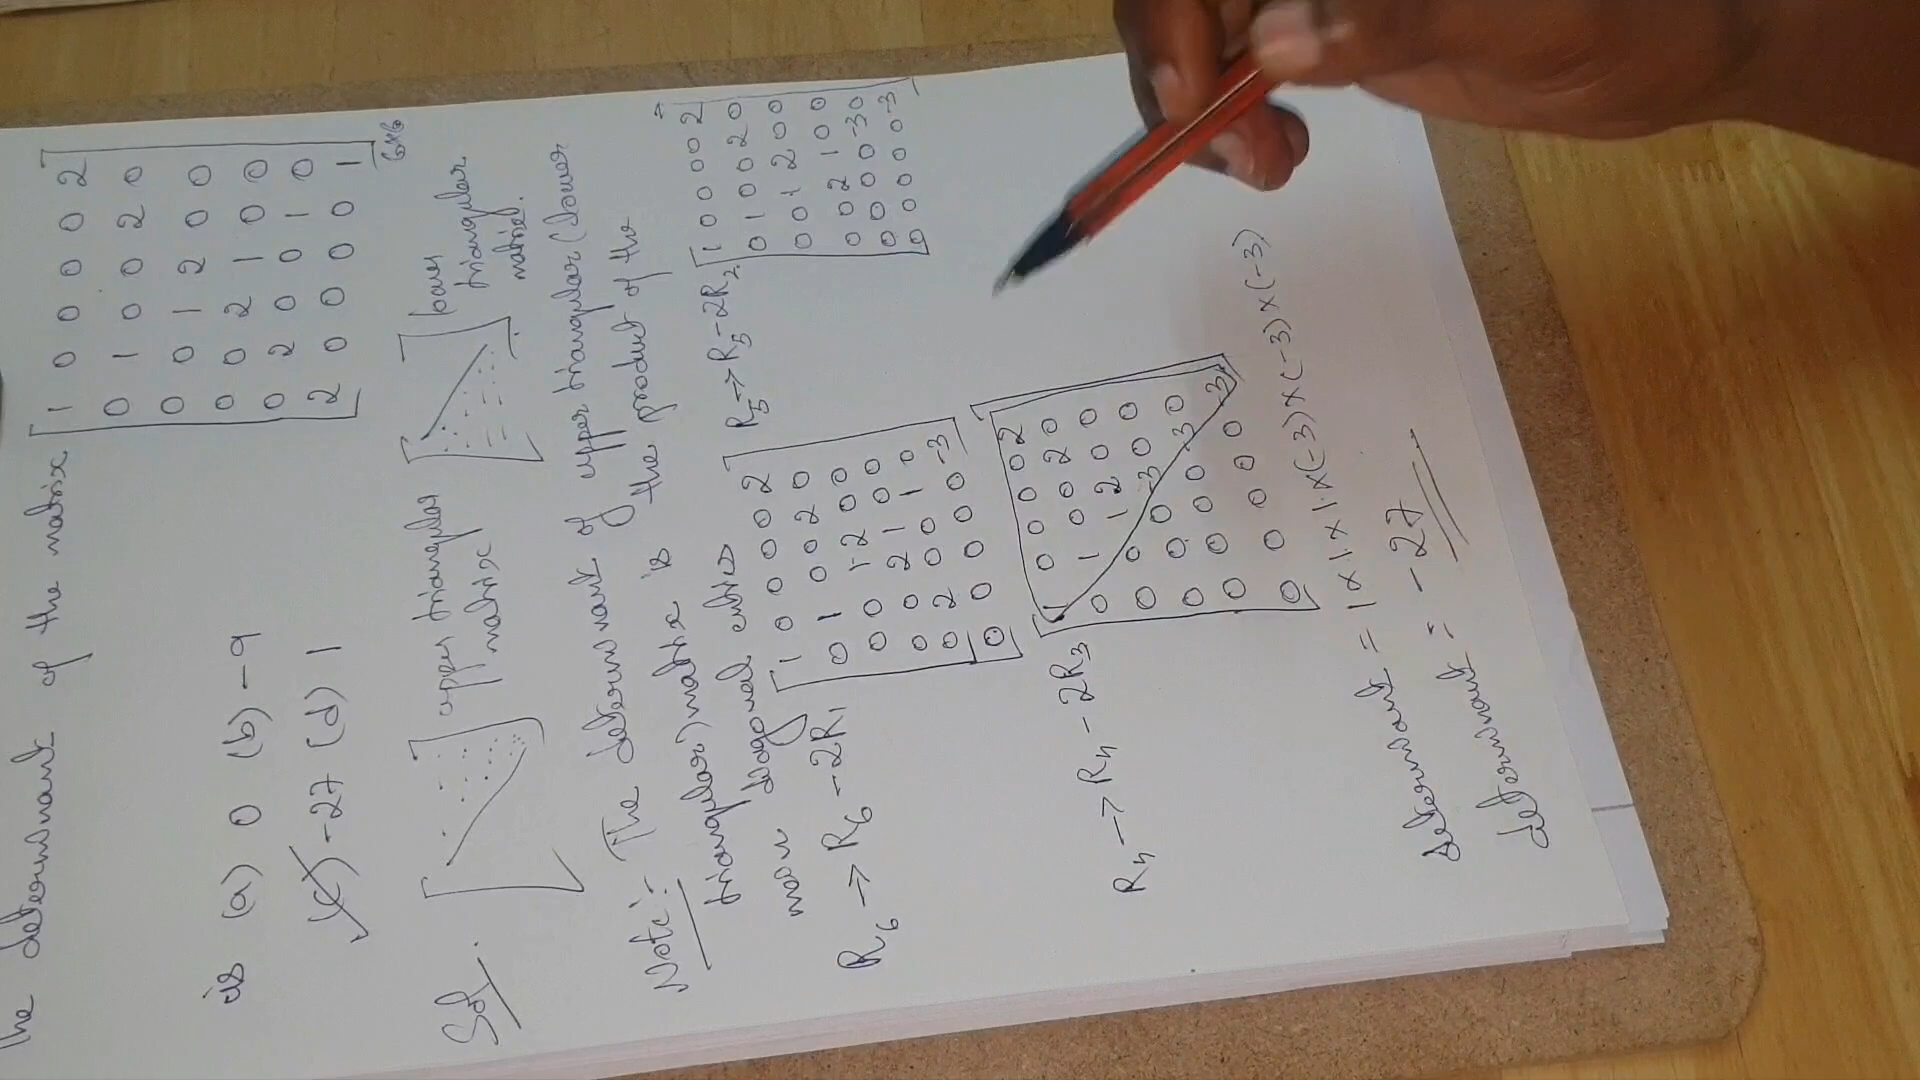 The determinant of the matrix
1 0 0 0 0 2
0 1 0 0 2 0
0 0 1 2 0 0
0 0 2 1 0 0
0 2 0 0 1 0
2 0 0 0 0 1
6x6
is (a) 0 (b) -9
(c) -27 (d) 1
Sol.
upper triangular matrix
lower triangular matrix.
Note:- The determinant of upper triangular (lower
triangular) matrix is the product of the
main diagonal entries
R6 → R6 - 2R1
1 0 0 0 0 2
0 1 0 0 2 0
0 0 1 2 0 0
0 0 2 1 0 0
0 2 0 0 1 0
0 0 0 0 0 -3
R5 → R5 - 2R2
1 0 0 0 0 2
0 1 0 0 2 0
0 0 1 2 0 0
0 0 2 1 0 0
0 0 0 0 -3 0
0 0 0 0 0 -3
R4 → R4 - 2R3
1 0 0 0 0 2
0 1 0 0 2 0
0 0 1 2 0 0
0 0 0 -3 0 0
0 0 0 0 -3 0
0 0 0 0 0 -3
determinant = 1 x 1 x 1 x (-3) x (-3) x (-3)
determinant = -27